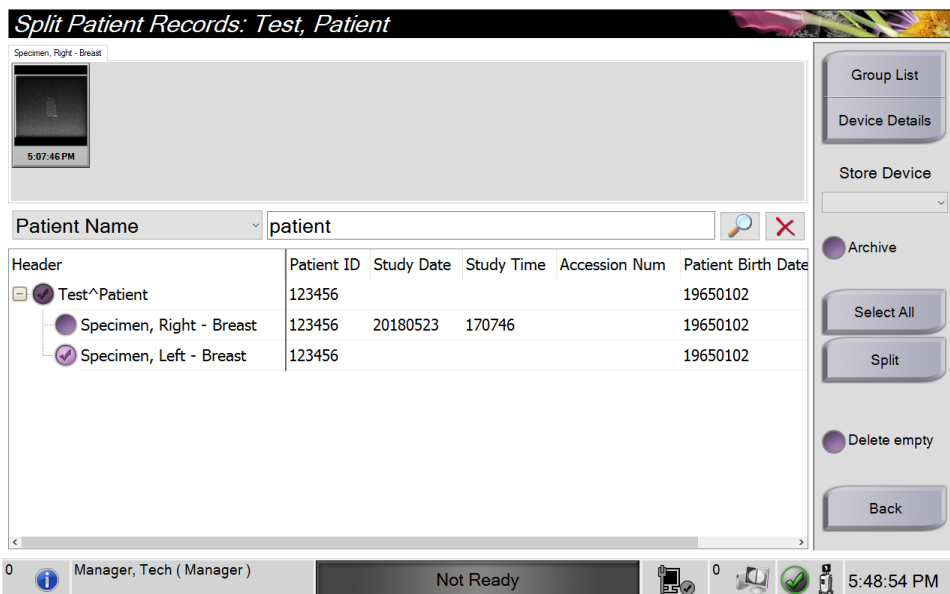 Split Patient Records: Test, Patient
Specimen, Right - Breast
5:07:46 PM
Group List
Device Details
Store Device
Archive
Select All
Split
Delete empty
Back
Patient Name patient
Header Patient ID Study Date Study Time Accession Num Patient Birth Date
Test^Patient 123456 19650102
Specimen, Right - Breast 123456 20180523 170746 19650102
Specimen, Left - Breast 123456 19650102
0 Manager, Tech ( Manager ) Not Ready 0 5:48:54 PM